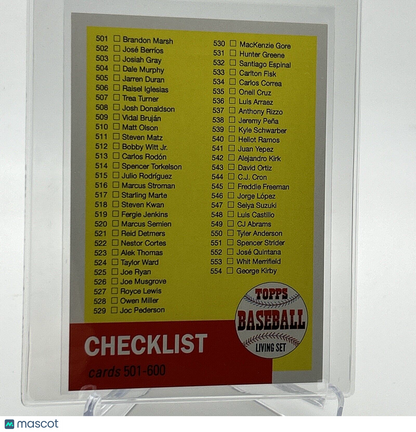 501 Brandon Marsh
502 José Berríos
503 Josiah Gray
504 Dale Murphy
505 Jarren Duran
506 Raisel Iglesias
507 Trea Turner
508 Josh Donaldson
509 Vidal Bruján
510 Matt Olson
511 Steven Matz
512 Bobby Witt Jr.
513 Carlos Rodón
514 Spencer Torkelson
515 Julio Rodríguez
516 Marcus Stroman
517 Starling Marte
518 Steven Kwan
519 Fergie Jenkins
520 Marcus Semien
521 Reid Detmers
522 Nestor Cortes
523 Alek Thomas
524 Taylor Ward
525 Joe Ryan
526 Joe Musgrove
527 Royce Lewis
528 Owen Miller
529 Joc Pederson
530 MacKenzie Gore
531 Hunter Greene
532 Santiago Espinal
533 Carlton Fisk
534 Carlos Correa
535 Oneil Cruz
536 Luis Arraez
537 Anthony Rizzo
538 Jeremy Peña
539 Kyle Schwarber
540 Heliot Ramos
541 Juan Yepez
542 Alejandro Kirk
543 David Ortiz
544 C.J. Cron
545 Freddie Freeman
546 Jorge López
547 Seiya Suzuki
548 Luis Castillo
549 CJ Abrams
550 Tyler Anderson
551 Spencer Strider
552 José Quintana
553 Whit Merrifield
554 George Kirby
TOPPS
BASEBALL
LIVING SET
CHECKLIST
cards 501-600
mascot